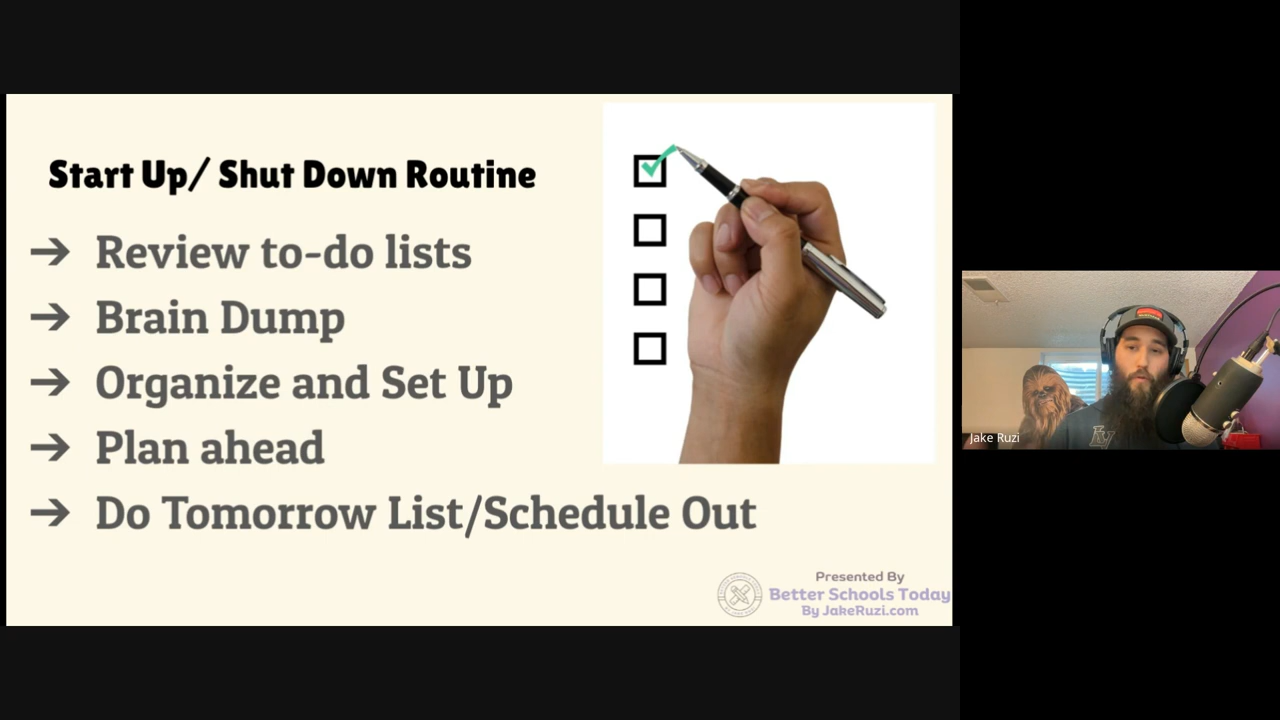 Start Up/ Shut Down Routine
➔ Review to-do lists
➔ Brain Dump
➔ Organize and Set Up
➔ Plan ahead
➔ Do Tomorrow List/Schedule Out
Presented By
Better Schools Today
By JakeRuzi.com
Jake Ruzi